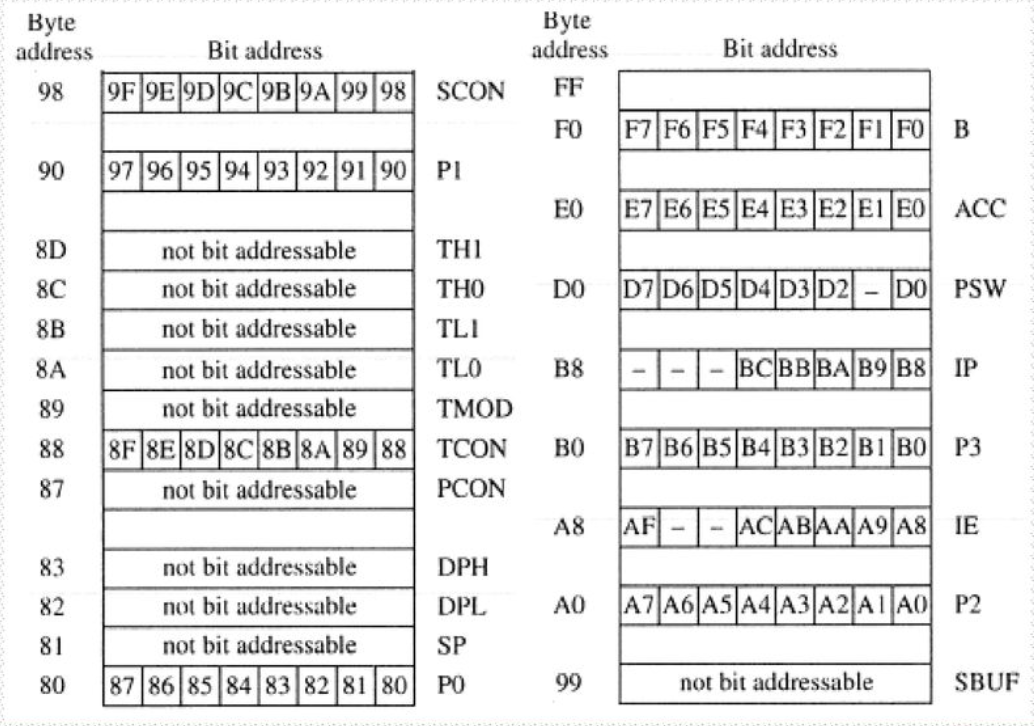 Byte
address Bit address
98 9F 9E 9D 9C 9B 9A 99 98 SCON
90 97 96 95 94 93 92 91 90 P1
8D not bit addressable TH1
8C not bit addressable TH0
8B not bit addressable TL1
8A not bit addressable TL0
89 not bit addressable TMOD
88 8F 8E 8D 8C 8B 8A 89 88 TCON
87 not bit addressable PCON
83 not bit addressable DPH
82 not bit addressable DPL
81 not bit addressable SP
80 87 86 85 84 83 82 81 80 P0
Byte
address Bit address
FF
F0 F7 F6 F5 F4 F3 F2 F1 F0 B
E0 E7 E6 E5 E4 E3 E2 E1 E0 ACC
D0 D7 D6 D5 D4 D3 D2 – D0 PSW
B8 – – – BC BB BA B9 B8 IP
B0 B7 B6 B5 B4 B3 B2 B1 B0 P3
A8 AF – – AC AB AA A9 A8 IE
A0 A7 A6 A5 A4 A3 A2 A1 A0 P2
99 not bit addressable SBUF